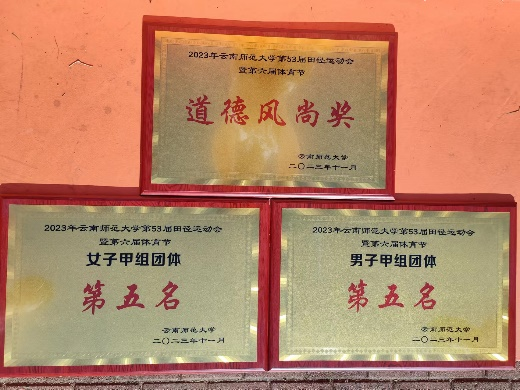 2023年云南师范大学第53届田径运动会
暨第六届体育节
道德风尚奖
云南师范大学
二〇二三年十一月
2023年云南师范大学第53届田径运动会
暨第六届体育节
女子甲组团体
第五名
云南师范大学
二〇二三年十一月
2023年云南师范大学第53届田径运动会
暨第六届体育节
男子甲组团体
第五名
云南师范大学
二〇二三年十一月